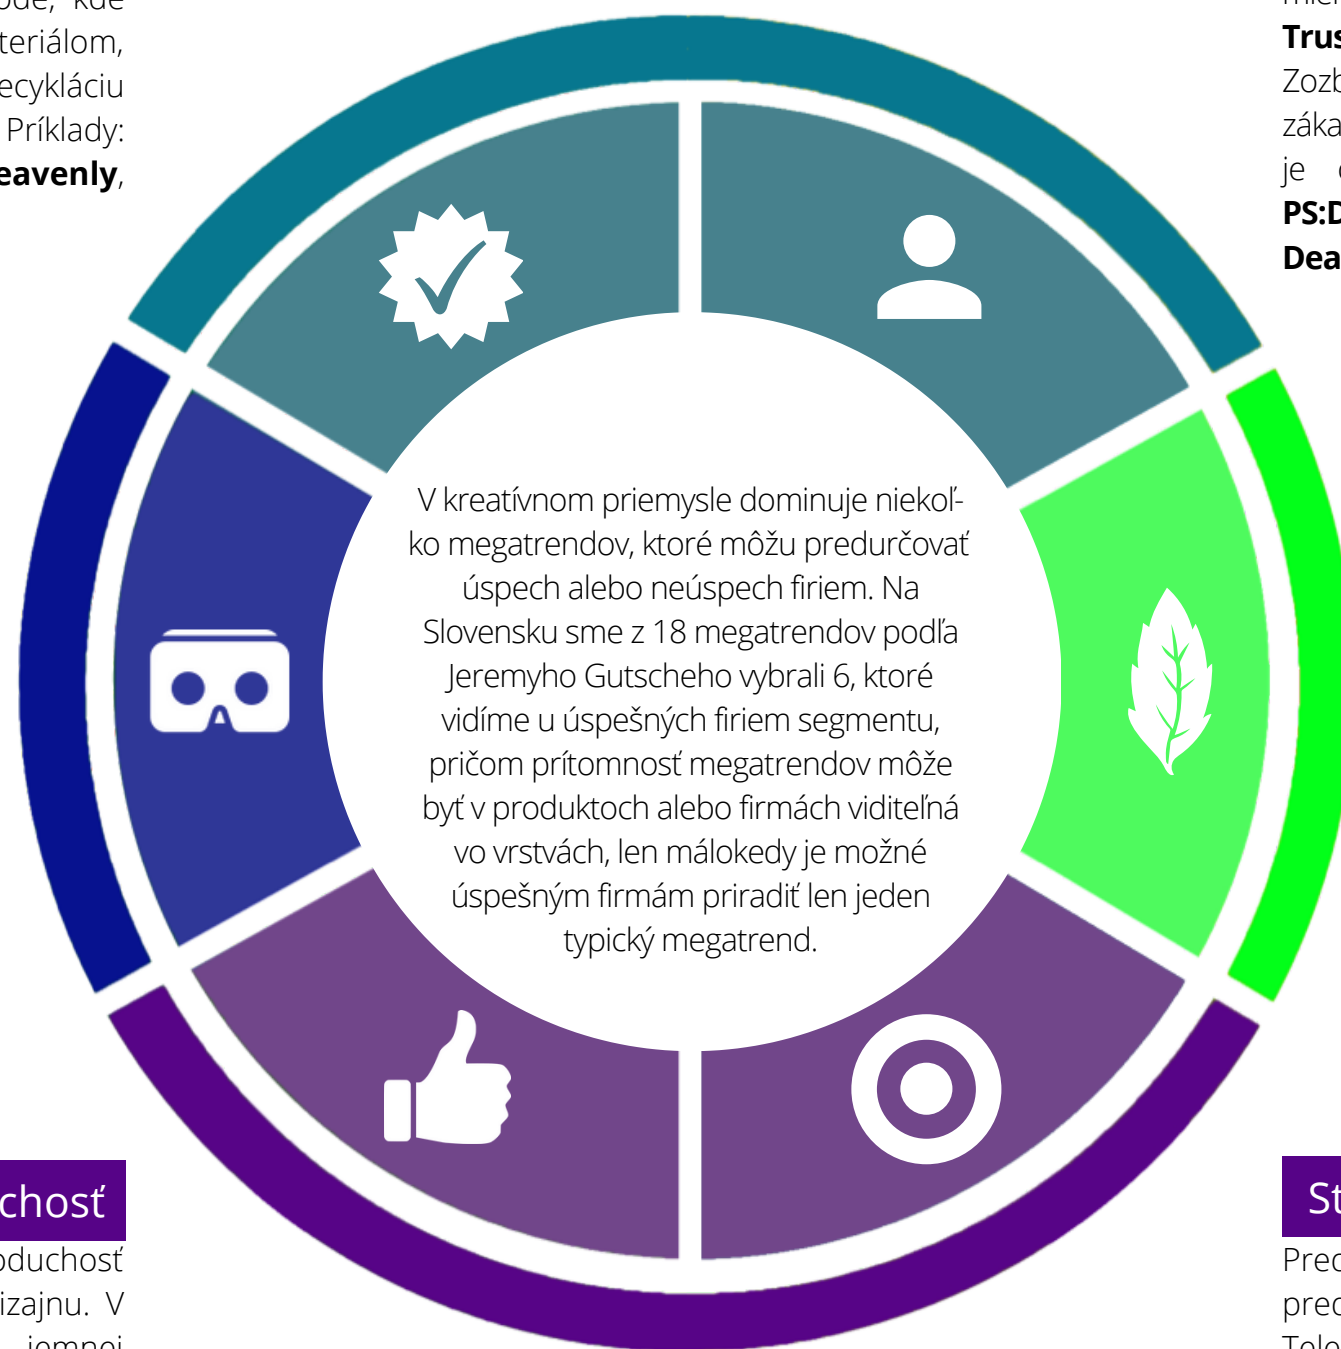 teriálom,
ecykláciu
Príklady:
eavenly,
Trus
Zozb
záka
je
PS:D
Dea
V kreatívnom priemysle dominuje niekoľ-
ko megatrendov, ktoré môžu predurčovať
úspech alebo neúspech firiem. Na
Slovensku sme z 18 megatrendov podľa
Jeremyho Gutscheho vybrali 6, ktoré
vidíme u úspešných firiem segmentu,
pričom prítomnosť megatrendov môže
byť v produktoch alebo firmách viditeľná
vo vrstvách, len málokedy je možné
úspešným firmám priradiť len jeden
typický megatrend.
chosť
oduchosť
izajnu. V
jemnej
St
Pred
pred